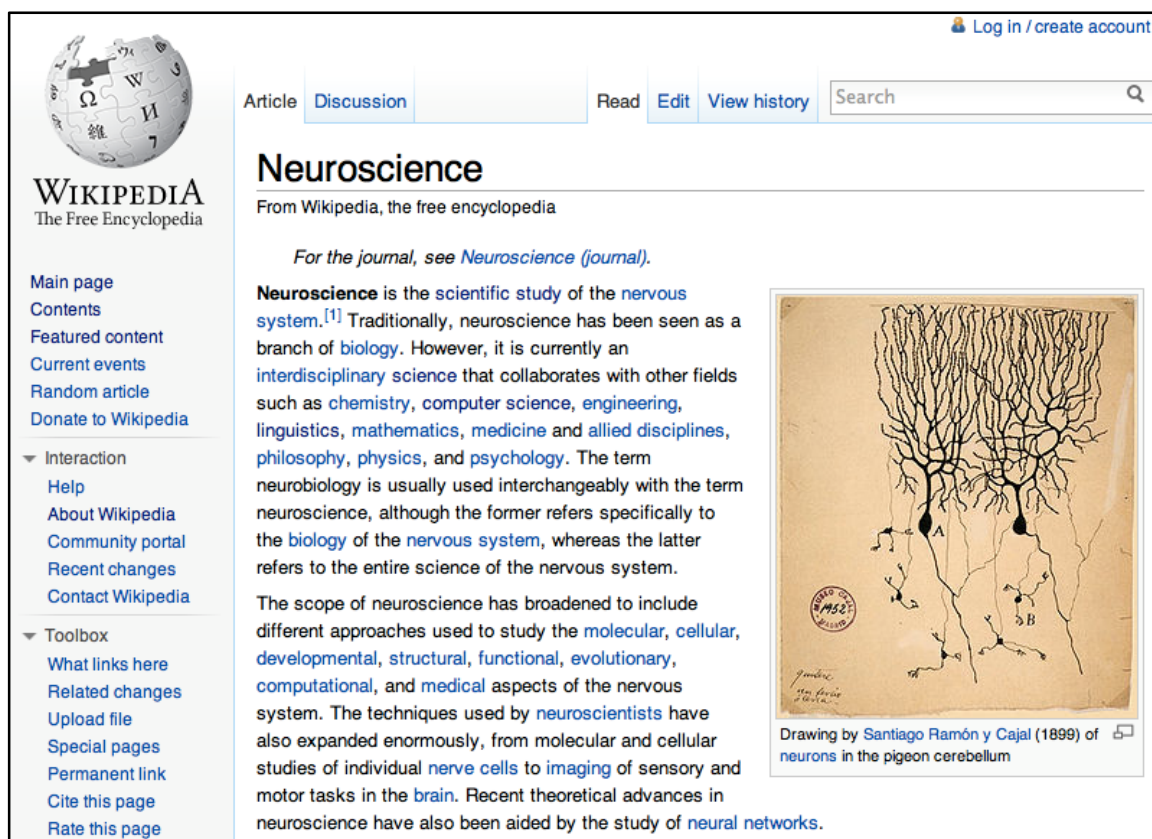 Log in / create account
WIKIPEDIA
The Free Encyclopedia
Main page
Contents
Featured content
Current events
Random article
Donate to Wikipedia
Interaction
Help
About Wikipedia
Community portal
Recent changes
Contact Wikipedia
Toolbox
What links here
Related changes
Upload file
Special pages
Permanent link
Cite this page
Rate this page
Article Discussion Read Edit View history Search
Neuroscience
From Wikipedia, the free encyclopedia
For the journal, see Neuroscience (journal).
Neuroscience is the scientific study of the nervous
system.[1] Traditionally, neuroscience has been seen as a
branch of biology. However, it is currently an
interdisciplinary science that collaborates with other fields
such as chemistry, computer science, engineering,
linguistics, mathematics, medicine and allied disciplines,
philosophy, physics, and psychology. The term
neurobiology is usually used interchangeably with the term
neuroscience, although the former refers specifically to
the biology of the nervous system, whereas the latter
refers to the entire science of the nervous system.
The scope of neuroscience has broadened to include
different approaches used to study the molecular, cellular,
developmental, structural, functional, evolutionary,
computational, and medical aspects of the nervous
system. The techniques used by neuroscientists have
also expanded enormously, from molecular and cellular
studies of individual nerve cells to imaging of sensory and
motor tasks in the brain. Recent theoretical advances in
neuroscience have also been aided by the study of neural networks.
A
B
MUSEO CAJAL
1952
MADRID
Drawing by Santiago Ramón y Cajal (1899) of
neurons in the pigeon cerebellum